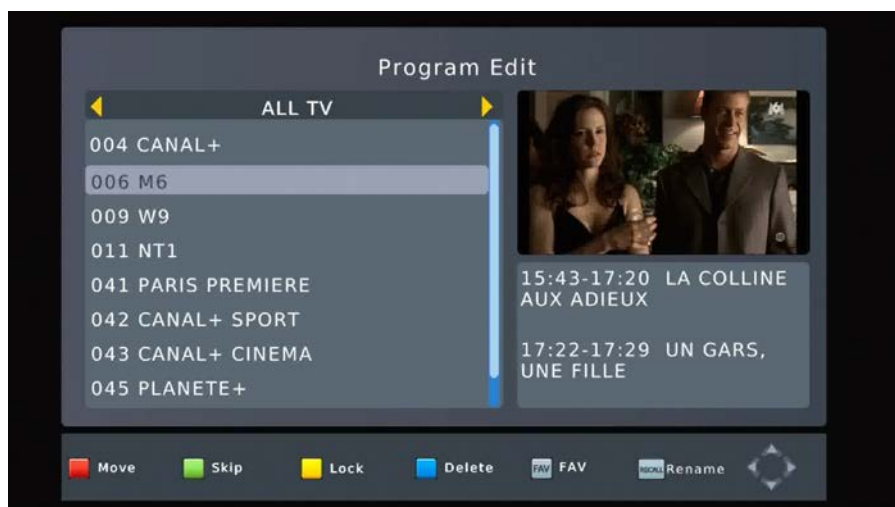 Program Edit
ALL TV
004 CANAL+
006 M6
009 W9
011 NT1
041 PARIS PREMIERE
042 CANAL+ SPORT
043 CANAL+ CINEMA
045 PLANETE+
M6
15:43-17:20 LA COLLINE
AUX ADIEUX
17:22-17:29 UN GARS,
UNE FILLE
Move Skip Lock Delete FAV FAV RECALL Rename